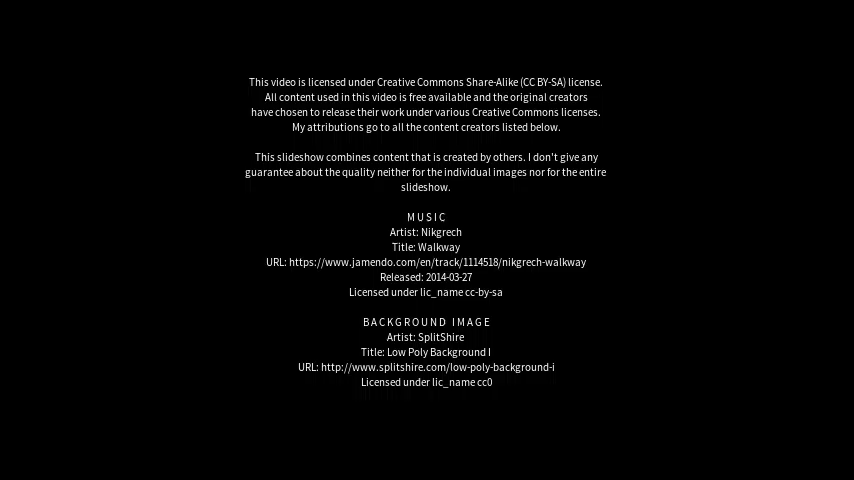 This video is licensed under Creative Commons Share-Alike (CC BY-SA) license.
All content used in this video is free available and the original creators
have chosen to release their work under various Creative Commons licenses.
My attributions go to all the content creators listed below.
This slideshow combines content that is created by others. I don't give any
guarantee about the quality neither for the individual images nor for the entire
slideshow.
MUSIC
Artist: Nikgrech
Title: Walkway
URL: https://www.jamendo.com/en/track/1114518/nikgrech-walkway
Released: 2014-03-27
Licensed under lic_name cc-by-sa
BACKGROUND IMAGE
Artist: SplitShire
Title: Low Poly Background I
URL: http://www.splitshire.com/low-poly-background-i
Licensed under lic_name cc0